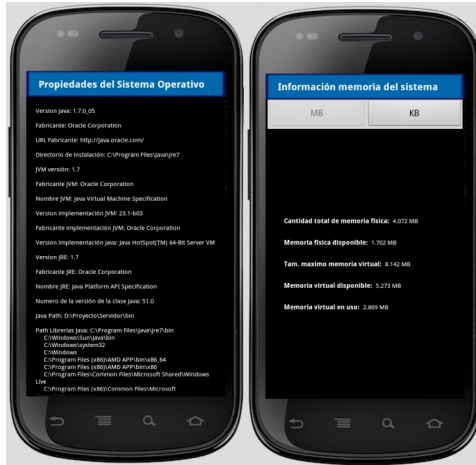 Propiedades del Sistema Operativo
Version Java: 1.7.0_05
Fabricante: Oracle Corporation
URL Fabricante: http://java.oracle.com/
Directorio de instalación: C:\Program Files\Java\jre7
JVM versión: 1.7
Fabricante JVM: Oracle Corporation
Nombre JVM: Java Virtual Machine Specification
Version implementación JVM: 23.1-b03
Fabricante implementación JVM: Oracle Corporation
Version implementación Java: Java HotSpot(TM) 64-Bit Server VM
Version JRE: 1.7
Fabricante JRE: Oracle Corporation
Nombre JRE: Java Platform API Specification
Numero de la versión de la clase Java: 51.0
Java Path: D:\Proyecto\Servidor\bin
Path Librerías Java: C:\Program Files\Java\jre7\bin
C:\Windows\Sun\Java\bin
C:\Windows\system32
C:\Windows
C:\Program Files (x86)\AMD APP\bin\x86_64
C:\Program Files (x86)\AMD APP\bin\x86
C:\Program Files\Common Files\Microsoft Shared\Windows
Live
C:\Program Files (x86)\Common Files\Microsoft
Información memoria del sistema
MB
KB
Cantidad total de memoria física: 4.072 MB
Memoria física disponible: 1.702 MB
Tam. maximo memoria virtual: 8.142 MB
Memoria virtual disponible: 5.273 MB
Memoria virtual en uso: 2.869 MB